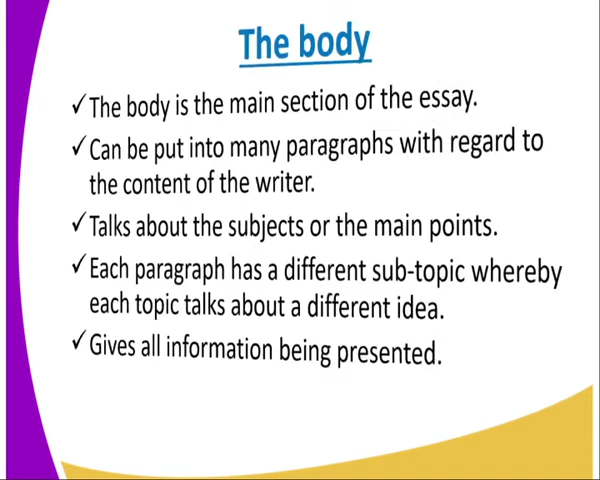 The body
✓The body is the main section of the essay.
✓Can be put into many paragraphs with regard to
the content of the writer.
✓Talks about the subjects or the main points.
✓Each paragraph has a different sub-topic whereby
each topic talks about a different idea.
✓Gives all information being presented.